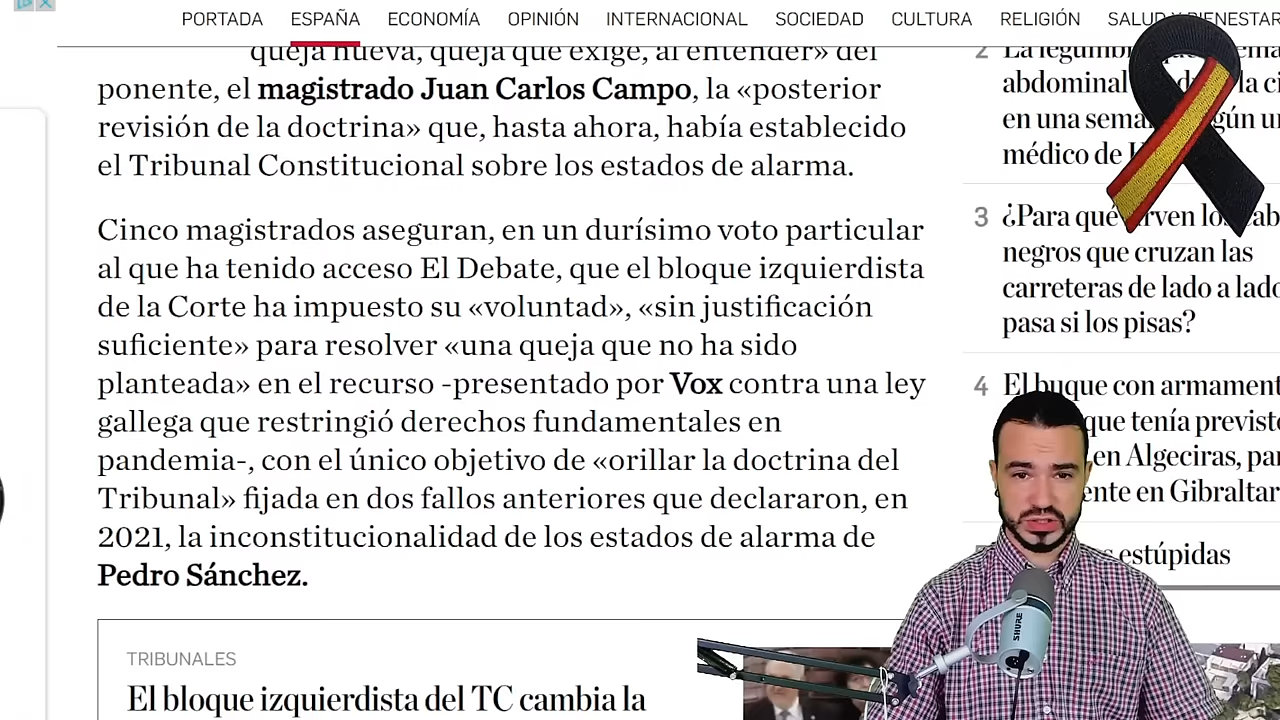 PORTADA ESPAÑA ECONOMÍA OPINIÓN INTERNACIONAL SOCIEDAD CULTURA RELIGIÓN SALUD Y BIENESTAR
queja nueva, queja que exige, al entender» del
ponente, el magistrado Juan Carlos Campo, la «posterior
revisión de la doctrina» que, hasta ahora, había establecido
el Tribunal Constitucional sobre los estados de alarma.
Cinco magistrados aseguran, en un durísimo voto particular
al que ha tenido acceso El Debate, que el bloque izquierdista
de la Corte ha impuesto su «voluntad», «sin justificación
suficiente» para resolver «una queja que no ha sido
planteada» en el recurso -presentado por Vox contra una ley
gallega que restringió derechos fundamentales en
pandemia-, con el único objetivo de «orillar la doctrina del
Tribunal» fijada en dos fallos anteriores que declararon, en
2021, la inconstitucionalidad de los estados de alarma de
Pedro Sánchez.
TRIBUNALES
El bloque izquierdista del TC cambia la
2 La
abdominal la
en una
médico de
3 ¿Para qué
negros que cruzan las
carreteras de lado a lado
pasa si los pisas?
4 El buque con
que tenía
en Algeciras,
en Gibraltar
estúpidas
SHURE